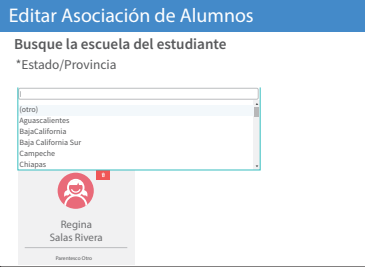 Editar Asociación de Alumnos
Busque la escuela del estudiante
*Estado/Provincia
(otro)
Aguascalientes
BajaCalifornia
Baja California Sur
Campeche
Chiapas
Regina
Salas Rivera
Parentesco Otro